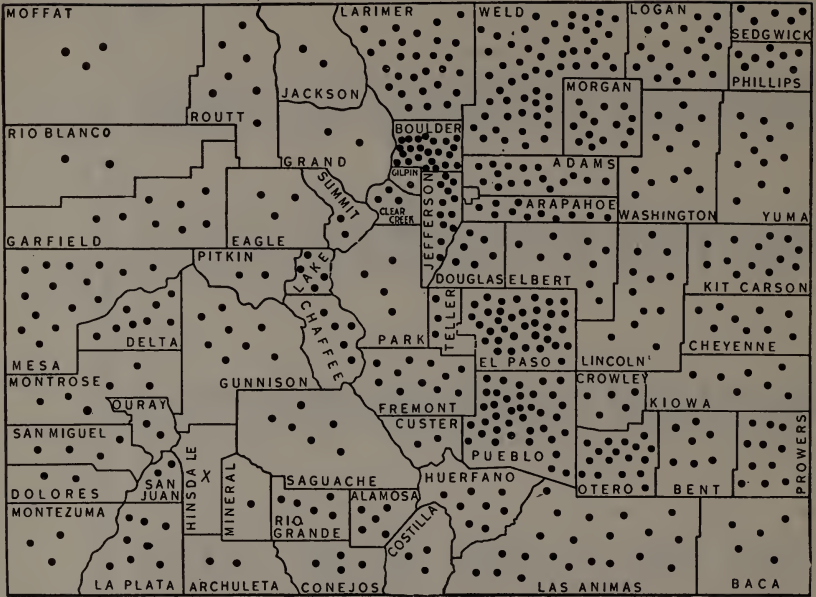 MOFFAT
LARIMER
WELD
LOGAN
SEDGWICK
PHILLIPS
JACKSON
MORGAN
ROUTT
RIO BLANCO
BOULDER
GRAND
ADAMS
GILPIN
SUMMIT
CLEAR
CREEK
JEFFERSON
ARAPAHOE
WASHINGTON
YUMA
GARFIELD
EAGLE
PITKIN
LAKE
DOUGLAS
ELBERT
KIT CARSON
CHAFFEE
TELLER
DELTA
PARK
EL PASO
LINCOLN
CHEYENNE
MESA
MONTROSE
GUNNISON
CROWLEY
KIOWA
OURAY
FREMONT
CUSTER
SAN MIGUEL
PUEBLO
PROWERS
HINSDALE
X
MINERAL
SAGUACHE
HUERFANO
OTERO
BENT
DOLORES
SAN
JUAN
ALAMOSA
MONTEZUMA
RIO
GRANDE
COSTILLA
LA PLATA
ARCHULETA
CONEJOS
LAS ANIMAS
BACA